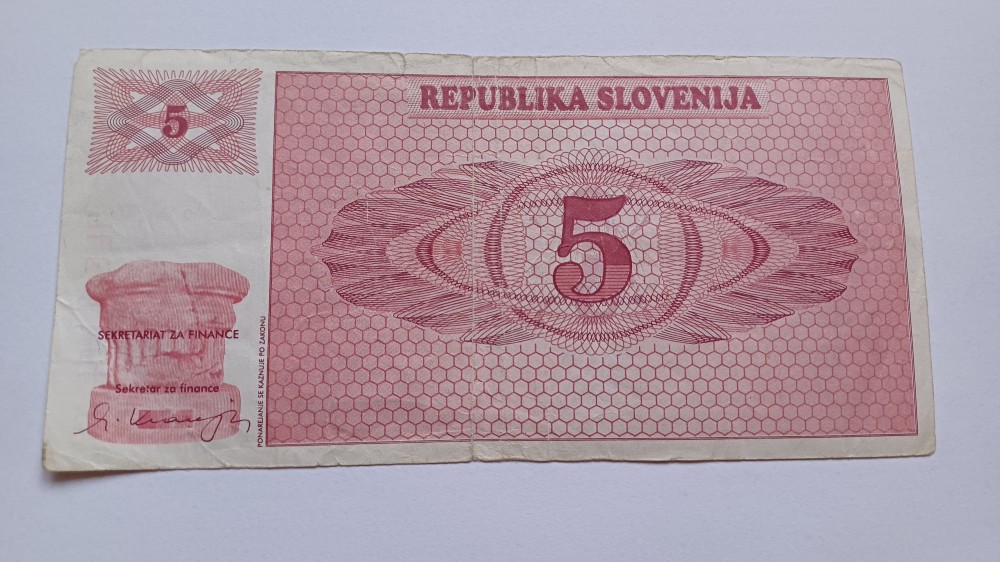 5
REPUBLIKA SLOVENIJA
5
SEKRETARIAT ZA FINANCE
Sekretar za finance
PONAREJANJE SE KAZNUJE PO ZAKONU